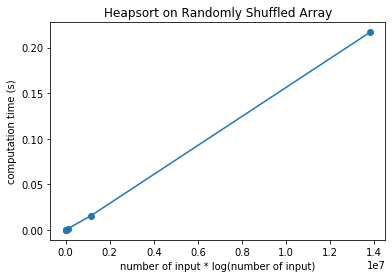 Heapsort on Randomly Shuffled Array
computation time (s)
0.20
0.15
0.10
0.05
0.00
0.0 0.2 0.4 0.6 0.8 1.0 1.2 1.4
1e7
number of input * log(number of input)